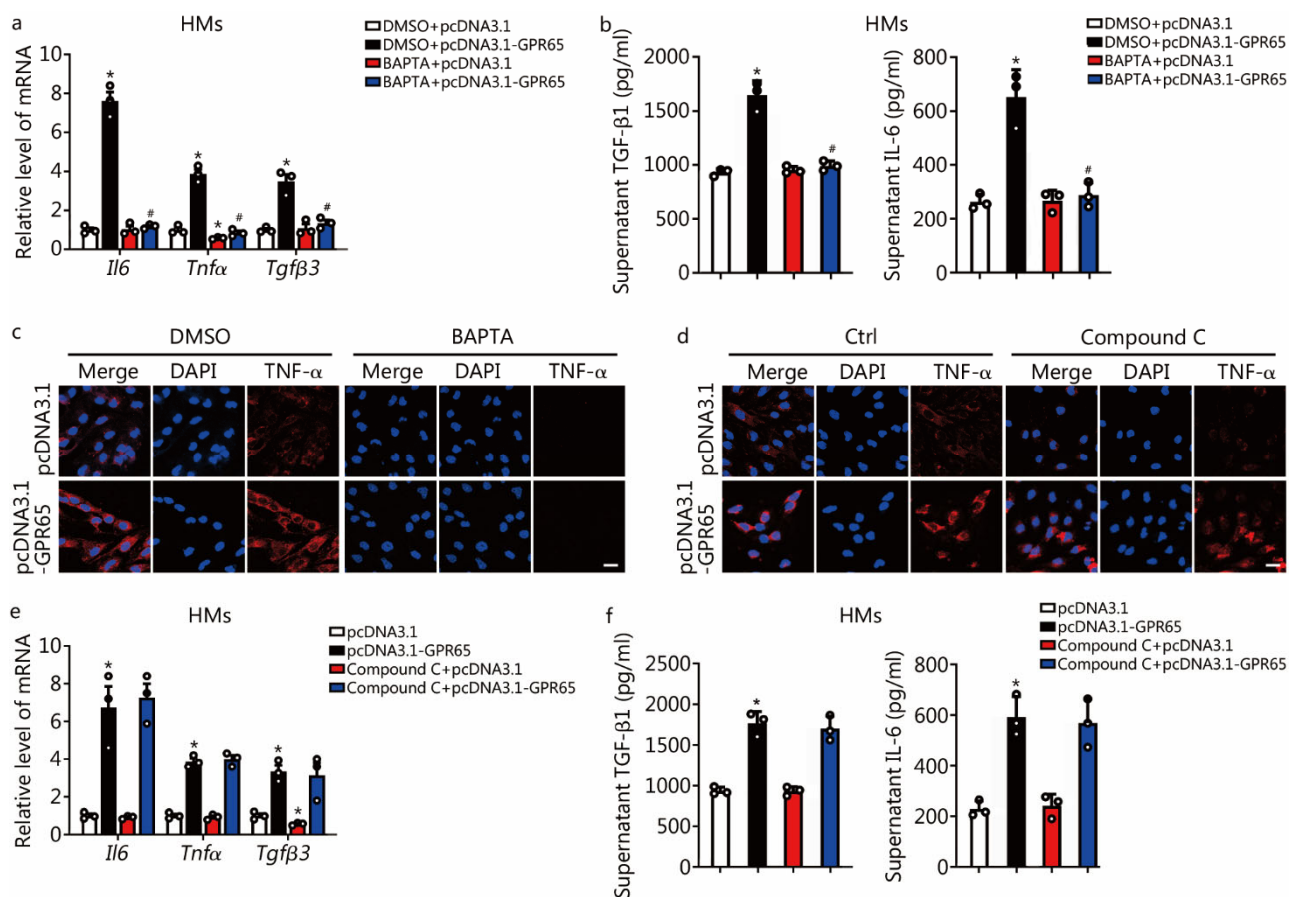 a
HMs
DMSO+pcDNA3.1
DMSO+pcDNA3.1-GPR65
BAPTA+pcDNA3.1
BAPTA+pcDNA3.1-GPR65
Relative level of mRNA
10
8
6
4
2
0
* * * * # # #
Il6 Tnfα Tgfβ3
b
HMs
DMSO+pcDNA3.1
DMSO+pcDNA3.1-GPR65
BAPTA+pcDNA3.1
BAPTA+pcDNA3.1-GPR65
Supernatant TGF-β1 (pg/ml)
2000
1500
1000
500
0
* #
Supernatant IL-6 (pg/ml)
800
600
400
200
0
* #
c
DMSO BAPTA
Merge DAPI TNF-α Merge DAPI TNF-α
pcDNA3.1
pcDNA3.1
-GPR65
d
Ctrl Compound C
Merge DAPI TNF-α Merge DAPI TNF-α
pcDNA3.1
pcDNA3.1
-GPR65
e
HMs
pcDNA3.1
pcDNA3.1-GPR65
Compound C+pcDNA3.1
Compound C+pcDNA3.1-GPR65
Relative level of mRNA
10
8
6
4
2
0
* * * *
Il6 Tnfα Tgfβ3
f
HMs
pcDNA3.1
pcDNA3.1-GPR65
Compound C+pcDNA3.1
Compound C+pcDNA3.1-GPR65
Supernatant TGF-β1 (pg/ml)
2500
2000
1500
1000
500
0
*
Supernatant IL-6 (pg/ml)
800
600
400
200
0
*